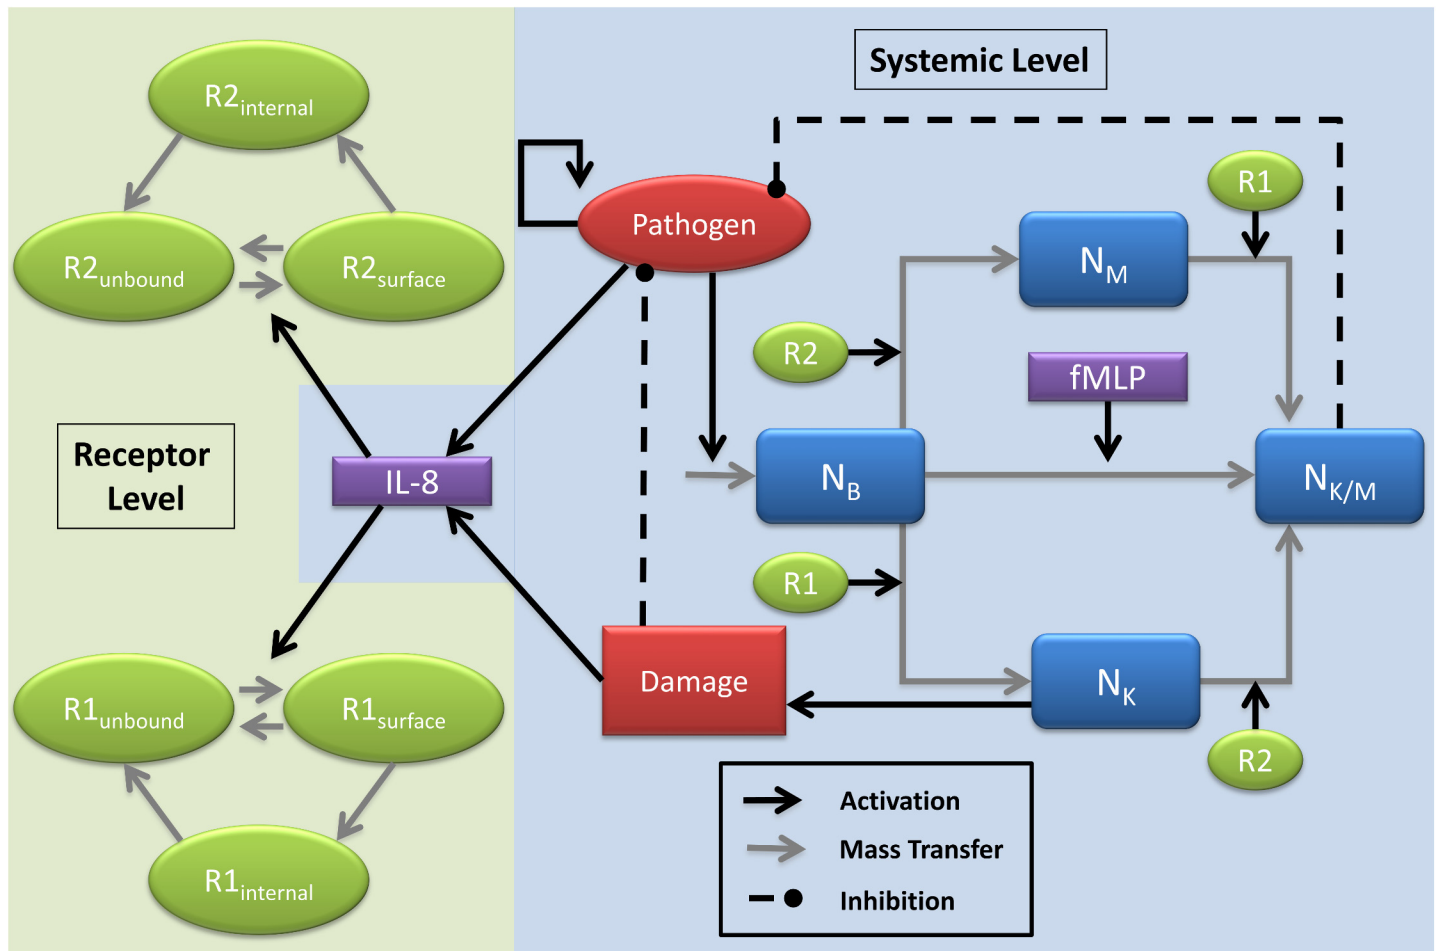 Systemic Level
R2internal
R2unbound
R2surface
Pathogen
R1
NM
R2
fMLP
Receptor
Level
IL-8
NB
NK/M
R1
Damage
NK
R2
R1unbound
R1surface
R1internal
Activation
Mass Transfer
Inhibition